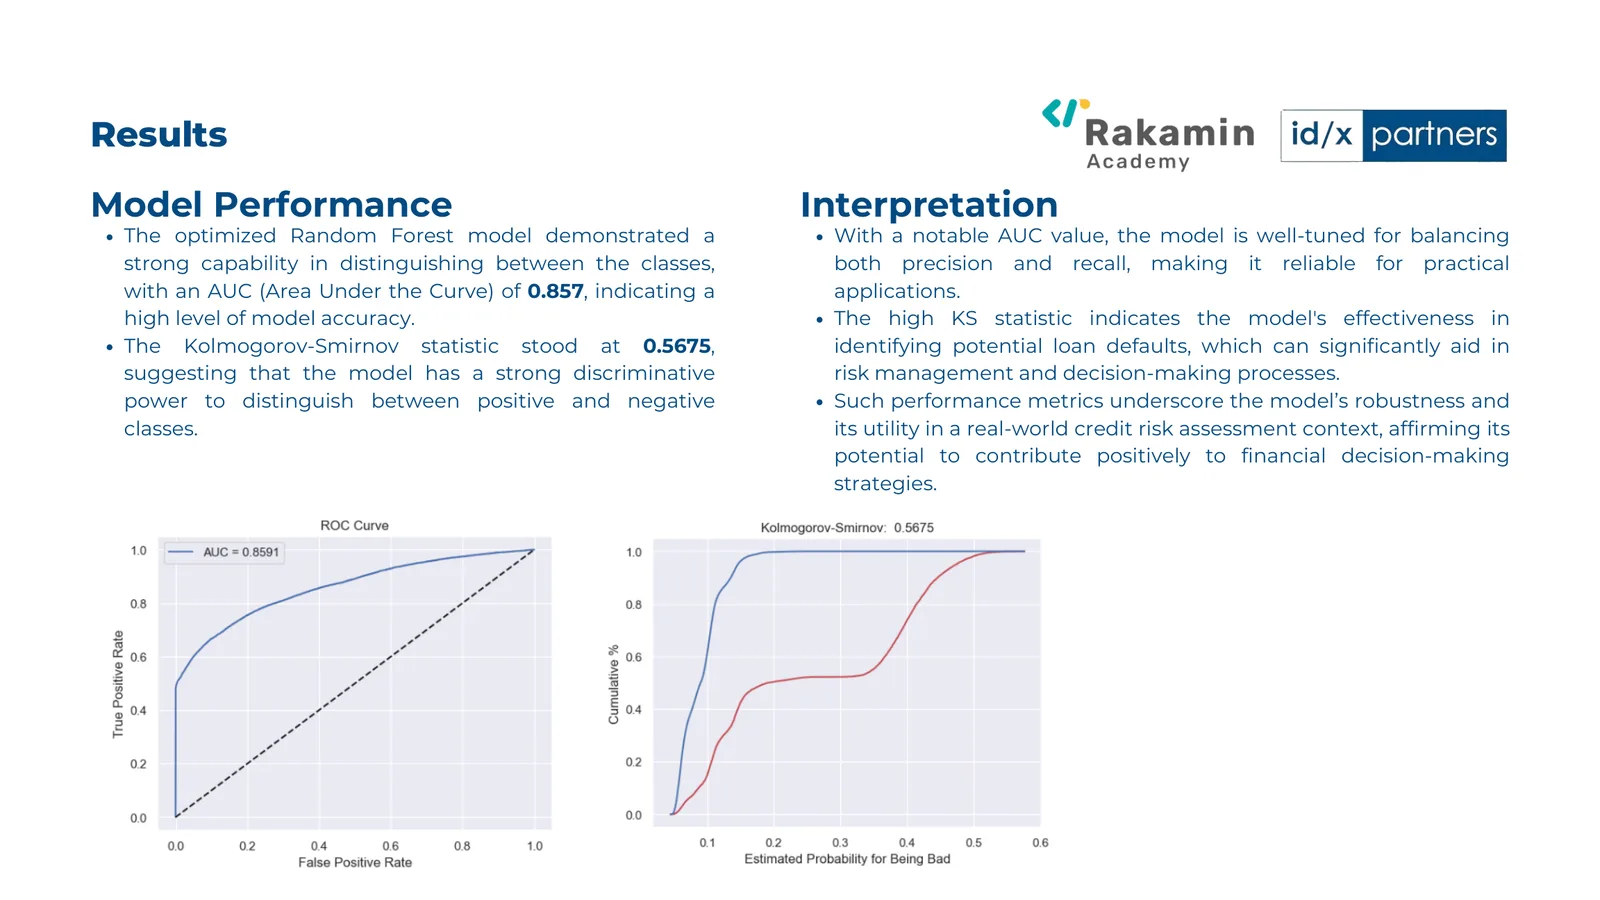 Results
Rakamin
Academy
id/x partners
Model Performance
• The optimized Random Forest model demonstrated a
strong capability in distinguishing between the classes,
with an AUC (Area Under the Curve) of 0.857, indicating a
high level of model accuracy.
• The Kolmogorov-Smirnov statistic stood at 0.5675,
suggesting that the model has a strong discriminative
power to distinguish between positive and negative
classes.
Interpretation
• With a notable AUC value, the model is well-tuned for balancing
both precision and recall, making it reliable for practical
applications.
• The high KS statistic indicates the model's effectiveness in
identifying potential loan defaults, which can significantly aid in
risk management and decision-making processes.
• Such performance metrics underscore the model’s robustness and
its utility in a real-world credit risk assessment context, affirming its
potential to contribute positively to financial decision-making
strategies.
ROC Curve
AUC = 0.8591
True Positive Rate
1.0
0.8
0.6
0.4
0.2
0.0
0.0 0.2 0.4 0.6 0.8 1.0
False Positive Rate
Kolmogorov-Smirnov: 0.5675
Cumulative %
1.0
0.8
0.6
0.4
0.2
0.0
0.1 0.2 0.3 0.4 0.5 0.6
Estimated Probability for Being Bad